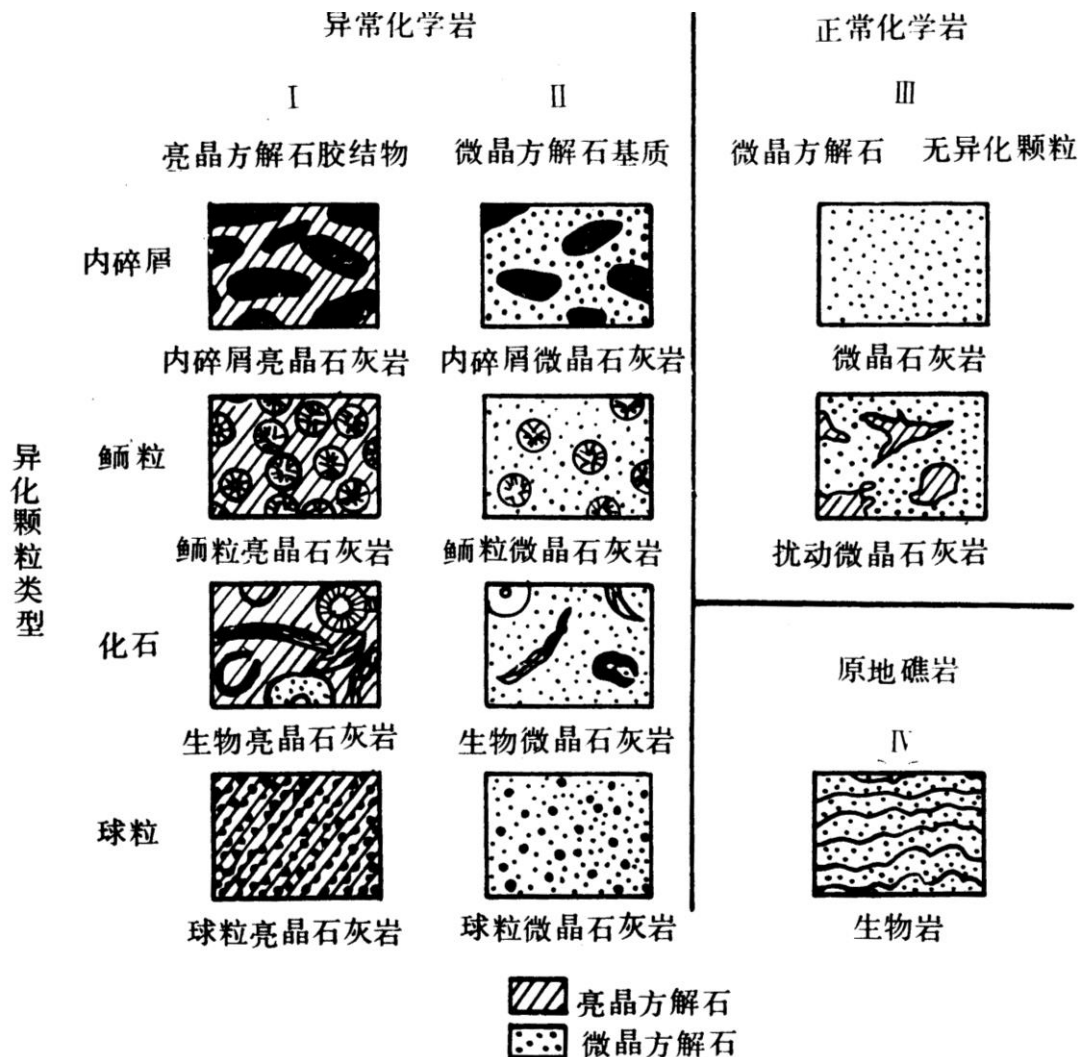 异常化学岩
正常化学岩
Ⅰ
Ⅱ
Ⅲ
亮晶方解石胶结物
微晶方解石基质
微晶方解石 无异化颗粒
内碎屑
内碎屑亮晶石灰岩
内碎屑微晶石灰岩
微晶石灰岩
异化颗粒类型
鲕粒
鲕粒亮晶石灰岩
鲕粒微晶石灰岩
扰动微晶石灰岩
化石
生物亮晶石灰岩
生物微晶石灰岩
原地礁岩
Ⅳ
球粒
球粒亮晶石灰岩
球粒微晶石灰岩
生物岩
亮晶方解石
微晶方解石